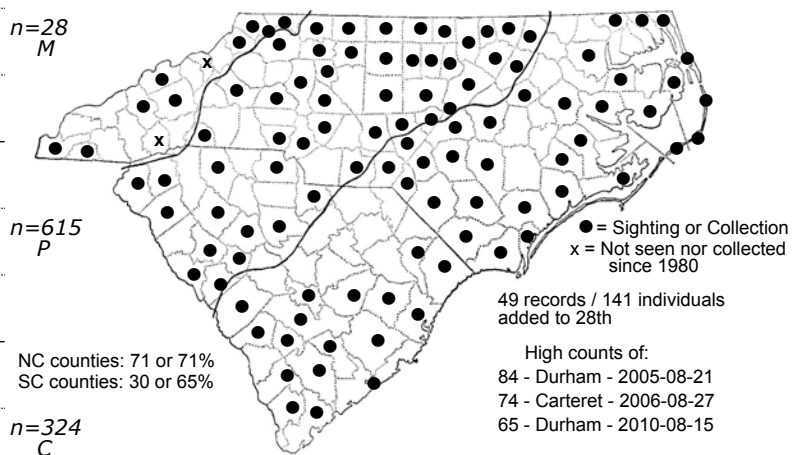 n=28
M
x
x
n=615
P
● = Sighting or Collection
x = Not seen nor collected
since 1980
49 records / 141 individuals
added to 28th
NC counties: 71 or 71%
SC counties: 30 or 65%
High counts of:
84 - Durham - 2005-08-21
74 - Carteret - 2006-08-27
65 - Durham - 2010-08-15
n=324
C